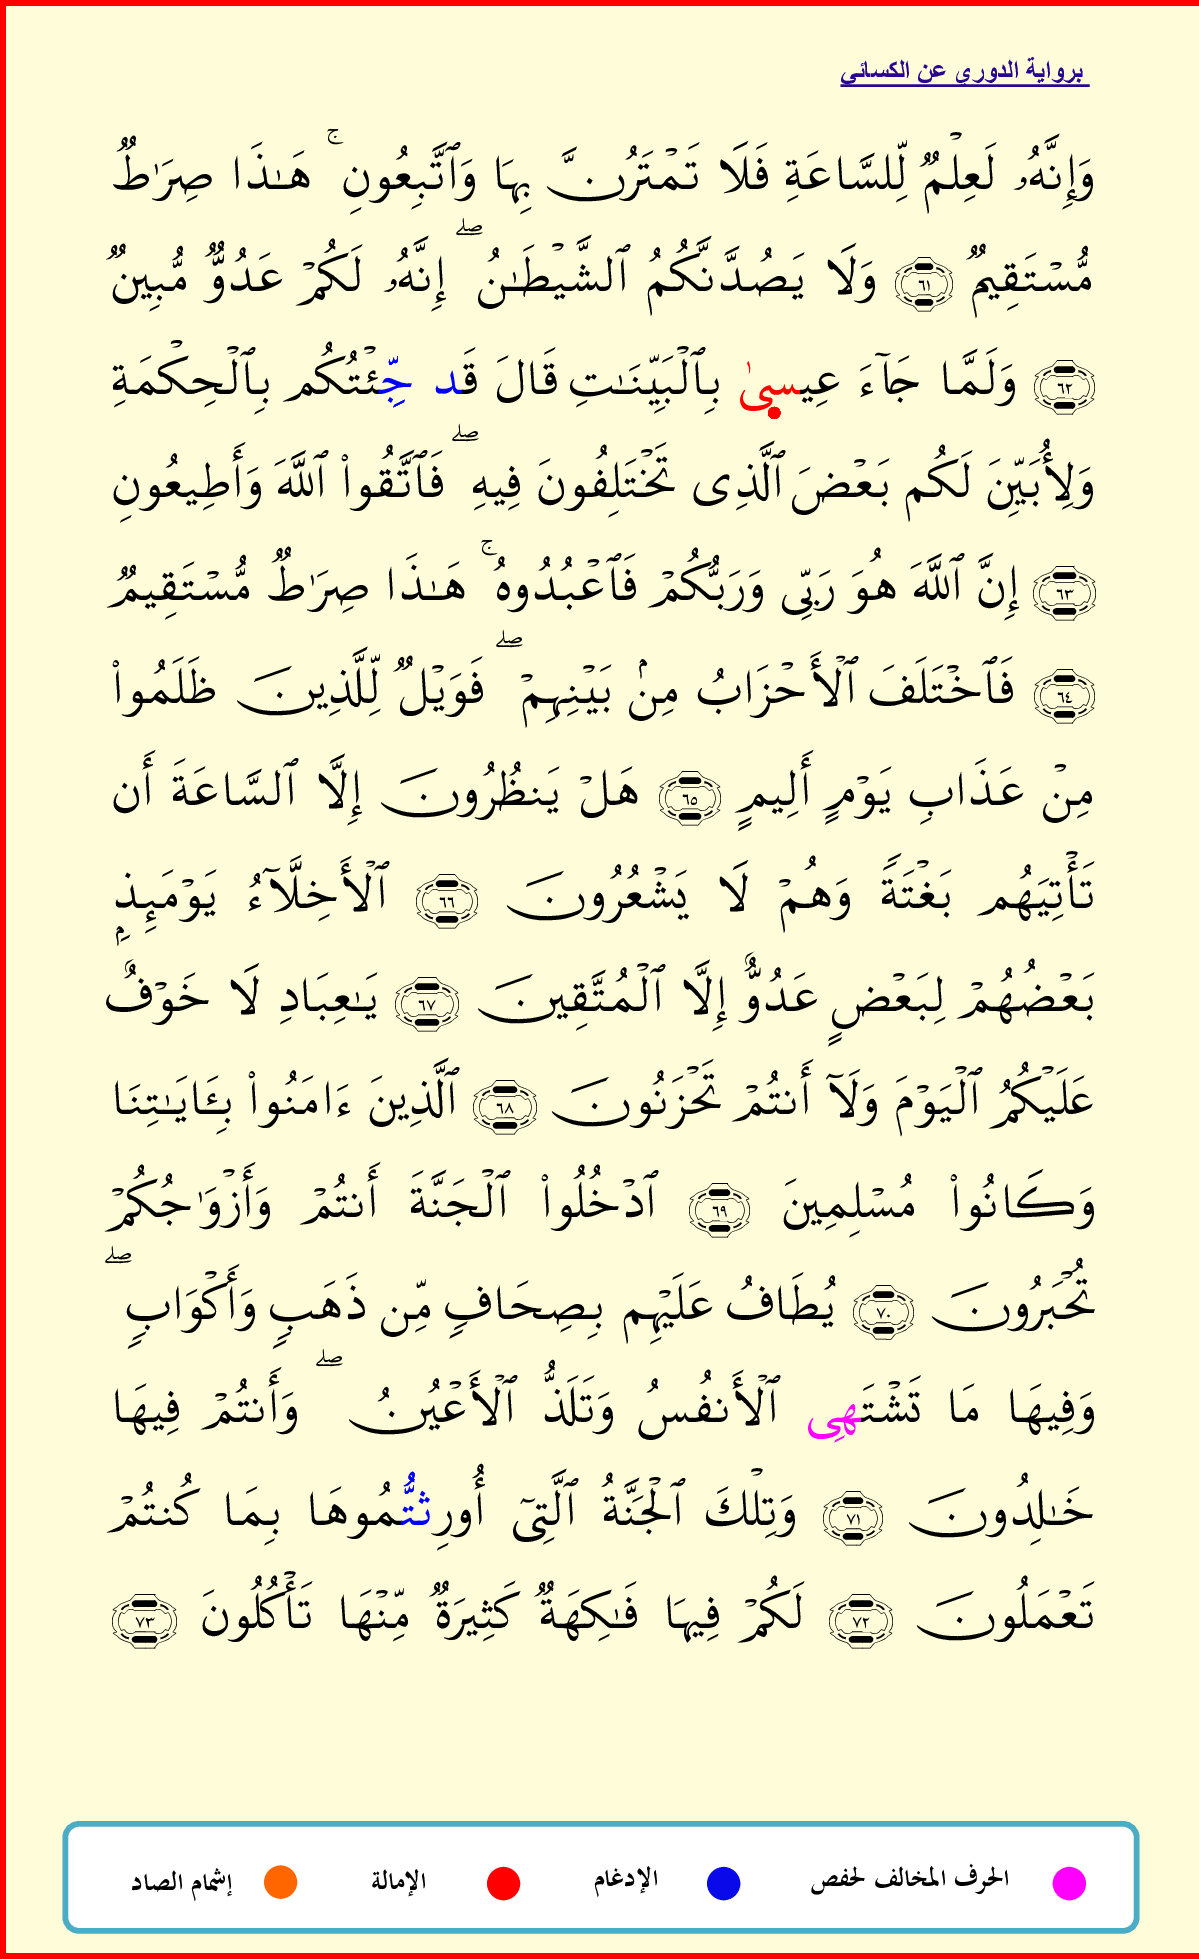 برواية الدوري عن الكسائي
وَإِنَّهُۥ لَعِلۡمٞ لِّلسَّاعَةِ فَلَا تَمۡتَرُنَّ بِهَا وَٱتَّبِعُونِۚ هَٰذَا صِرَٰطٞ
مُّسۡتَقِيمٞ ٦١ وَلَا يَصُدَّنَّكُمُ ٱلشَّيۡطَٰنُۖ إِنَّهُۥ لَكُمۡ عَدُوّٞ مُّبِينٞ
٦٢ وَلَمَّا جَآءَ عِيسىٰ بِٱلۡبَيِّنَٰتِ قَالَ قَد جِّئۡتُكُم بِٱلۡحِكۡمَةِ
وَلِأُبَيِّنَ لَكُم بَعۡضَ ٱلَّذِى تَخۡتَلِفُونَ فِيهِۖ فَٱتَّقُواْ ٱللَّهَ وَأَطِيعُونِ
٦٣ إِنَّ ٱللَّهَ هُوَ رَبِّى وَرَبُّكُمۡ فَٱعۡبُدُوهُۚ هَٰذَا صِرَٰطٞ مُّسۡتَقِيمٞ
٦٤ فَٱخۡتَلَفَ ٱلۡأَحۡزَابُ مِنۢ بَيۡنِهِمۡۖ فَوَيۡلٞ لِّلَّذِينَ ظَلَمُواْ
مِنۡ عَذَابِ يَوۡمٍ أَلِيمٍ ٦٥ هَلۡ يَنظُرُونَ إِلَّا ٱلسَّاعَةَ أَن
تَأۡتِيَهُم بَغۡتَةٗ وَهُمۡ لَا يَشۡعُرُونَ ٦٦ ٱلۡأَخِلَّآءُ يَوۡمَئِذِۭ
بَعۡضُهُمۡ لِبَعۡضٍ عَدُوٌّ إِلَّا ٱلۡمُتَّقِينَ ٦٧ يَٰعِبَادِ لَا خَوۡفٌ
عَلَيۡكُمُ ٱلۡيَوۡمَ وَلَآ أَنتُمۡ تَحۡزَنُونَ ٦٨ ٱلَّذِينَ ءَامَنُواْ بِـَٔايَٰتِنَا
وَكَانُواْ مُسۡلِمِينَ ٦٩ ٱدۡخُلُواْ ٱلۡجَنَّةَ أَنتُمۡ وَأَزۡوَٰجُكُمۡ
تُحۡبَرُونَ ٧٠ يُطَافُ عَلَيۡهِم بِصِحَافٍ مِّن ذَهَبٍ وَأَكۡوَابٍۖ
وَفِيهَا مَا تَشۡتَهِى ٱلۡأَنفُسُ وَتَلَذُّ ٱلۡأَعۡيُنُۖ وَأَنتُمۡ فِيهَا
خَٰلِدُونَ ٧١ وَتِلۡكَ ٱلۡجَنَّةُ ٱلَّتِىٓ أُورِثتُّمُوهَا بِمَا كُنتُمۡ
تَعۡمَلُونَ ٧٢ لَكُمۡ فِيهَا فَٰكِهَةٞ كَثِيرَةٞ مِّنۡهَا تَأۡكُلُونَ ٧٣
الحرف المخالف لحفص الإدغام الإمالة إشمام الصاد